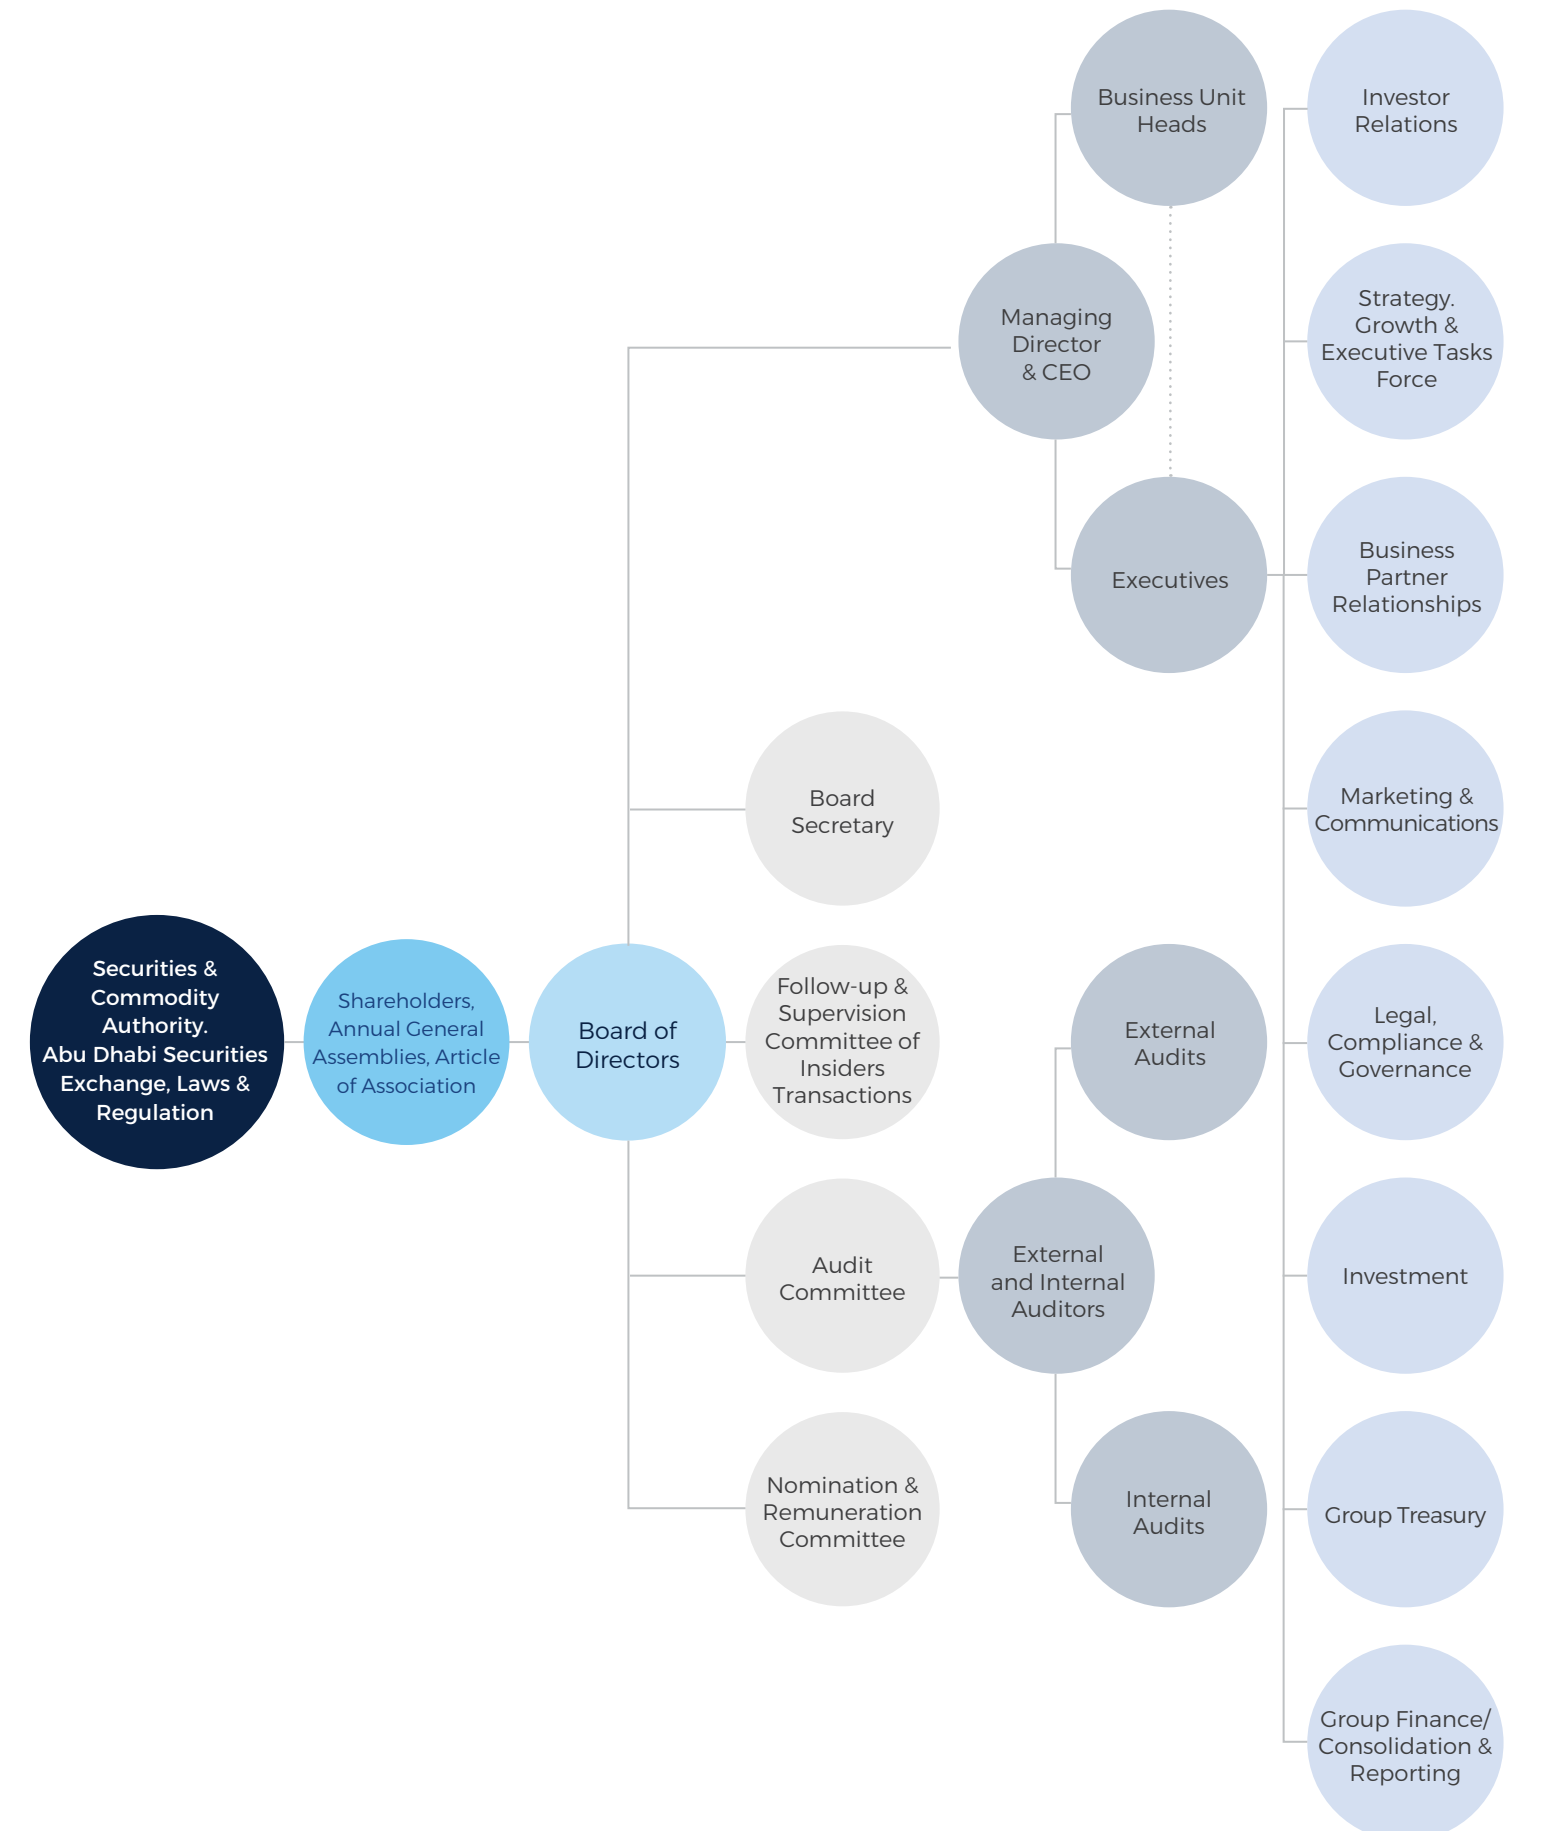 Business Unit
Heads
Investor
Relations
Managing
Director
& CEO
Strategy.
Growth &
Executive Tasks
Force
Executives
Business
Partner
Relationships
Board
Secretary
Marketing &
Communications
Securities &
Commodity
Authority.
Abu Dhabi Securities
Exchange, Laws &
Regulation
Shareholders,
Annual General
Assemblies, Article
of Association
Board of
Directors
Follow-up &
Supervision
Committee of
Insiders
Transactions
External
Audits
Legal,
Compliance &
Governance
Audit
Committee
External
and Internal
Auditors
Investment
Nomination &
Remuneration
Committee
Internal
Audits
Group Treasury
Group Finance/
Consolidation &
Reporting